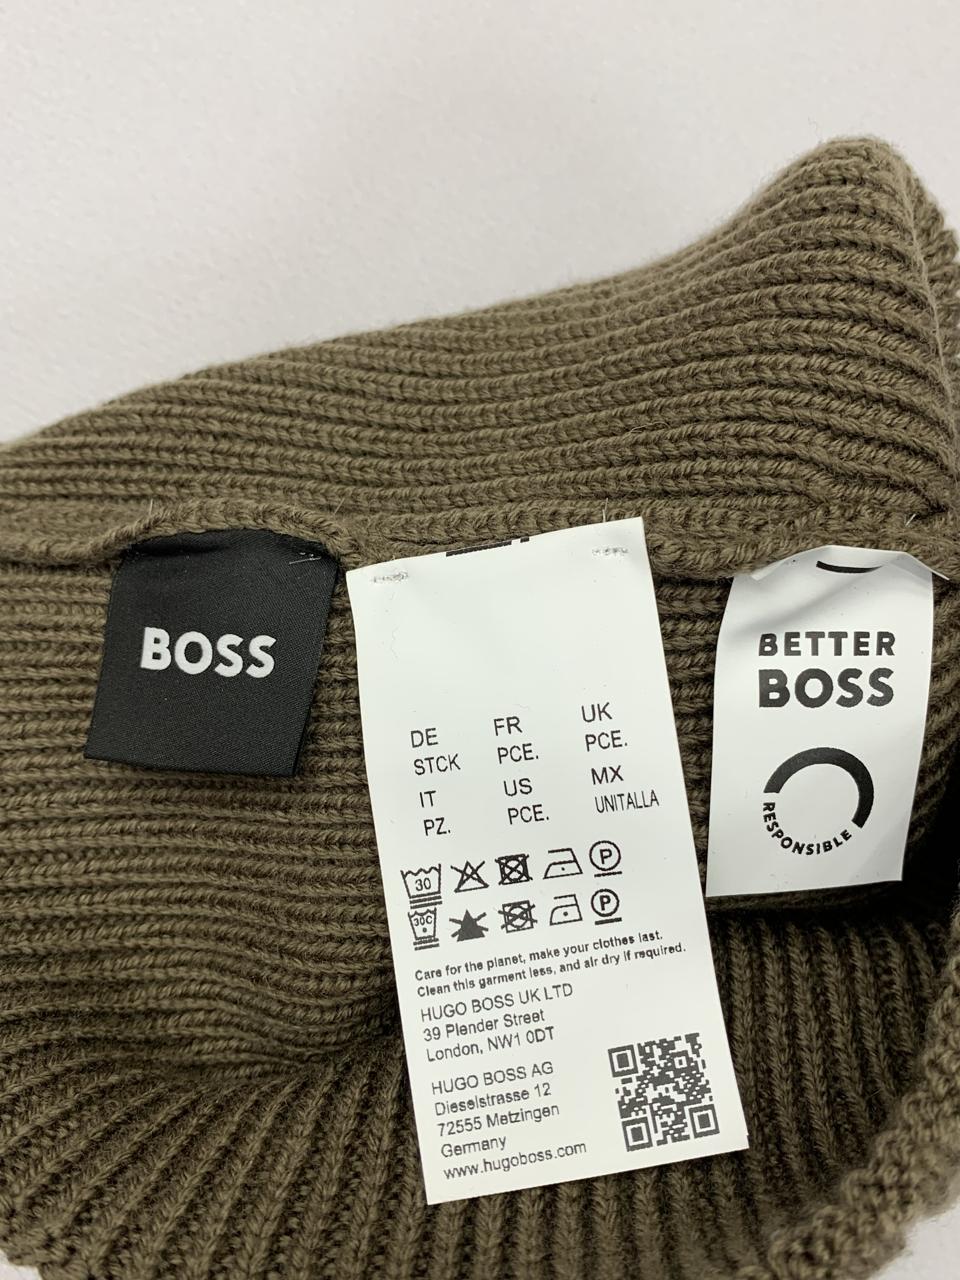 BOSS
DE FR UK
STCK PCE. PCE.
IT US MX
PZ. PCE. UNITALLA
30 P
30C P
Care for the planet, make your clothes last.
Clean this garment less, and air dry if required.
HUGO BOSS UK LTD
39 Plender Street
London, NW1 0DT
HUGO BOSS AG
Dieselstrasse 12
72555 Metzingen
Germany
www.hugoboss.com
BETTER
BOSS
RESPONSIBLE